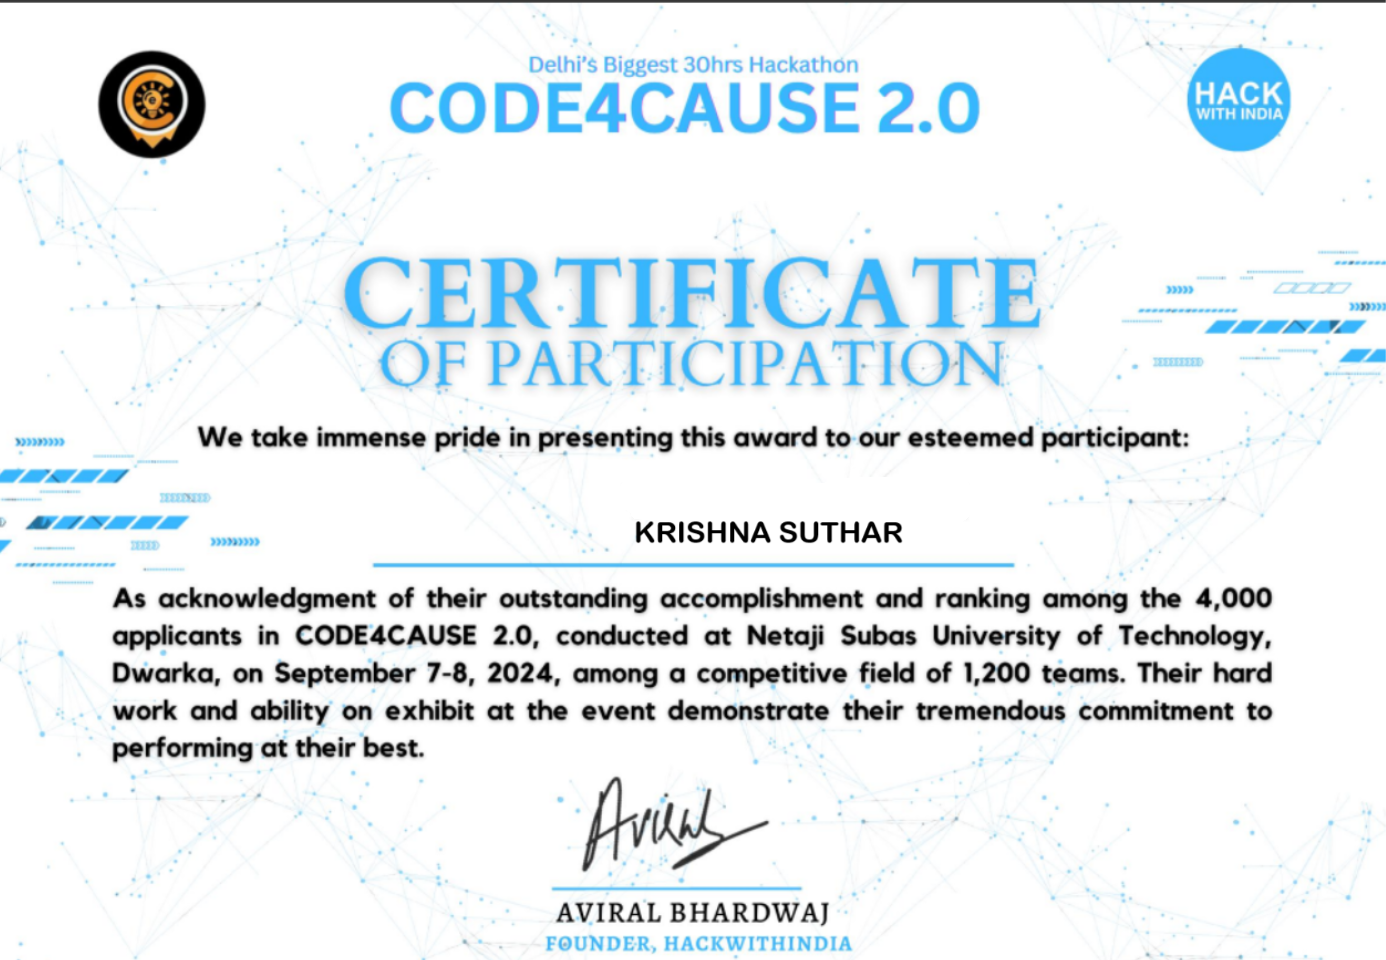 Delhi's Biggest 30hrs Hackathon
CODE4CAUSE 2.0
HACK
WITH INDIA
CERTIFICATE
OF PARTICIPATION
We take immense pride in presenting this award to our esteemed participant:
KRISHNA SUTHAR
As acknowledgment of their outstanding accomplishment and ranking among the 4,000
applicants in CODE4CAUSE 2.0, conducted at Netaji Subas University of Technology,
Dwarka, on September 7-8, 2024, among a competitive field of 1,200 teams. Their hard
work and ability on exhibit at the event demonstrate their tremendous commitment to
performing at their best.
Aviral
AVIRAL BHARDWAJ
FOUNDER, HACKWITHINDIA